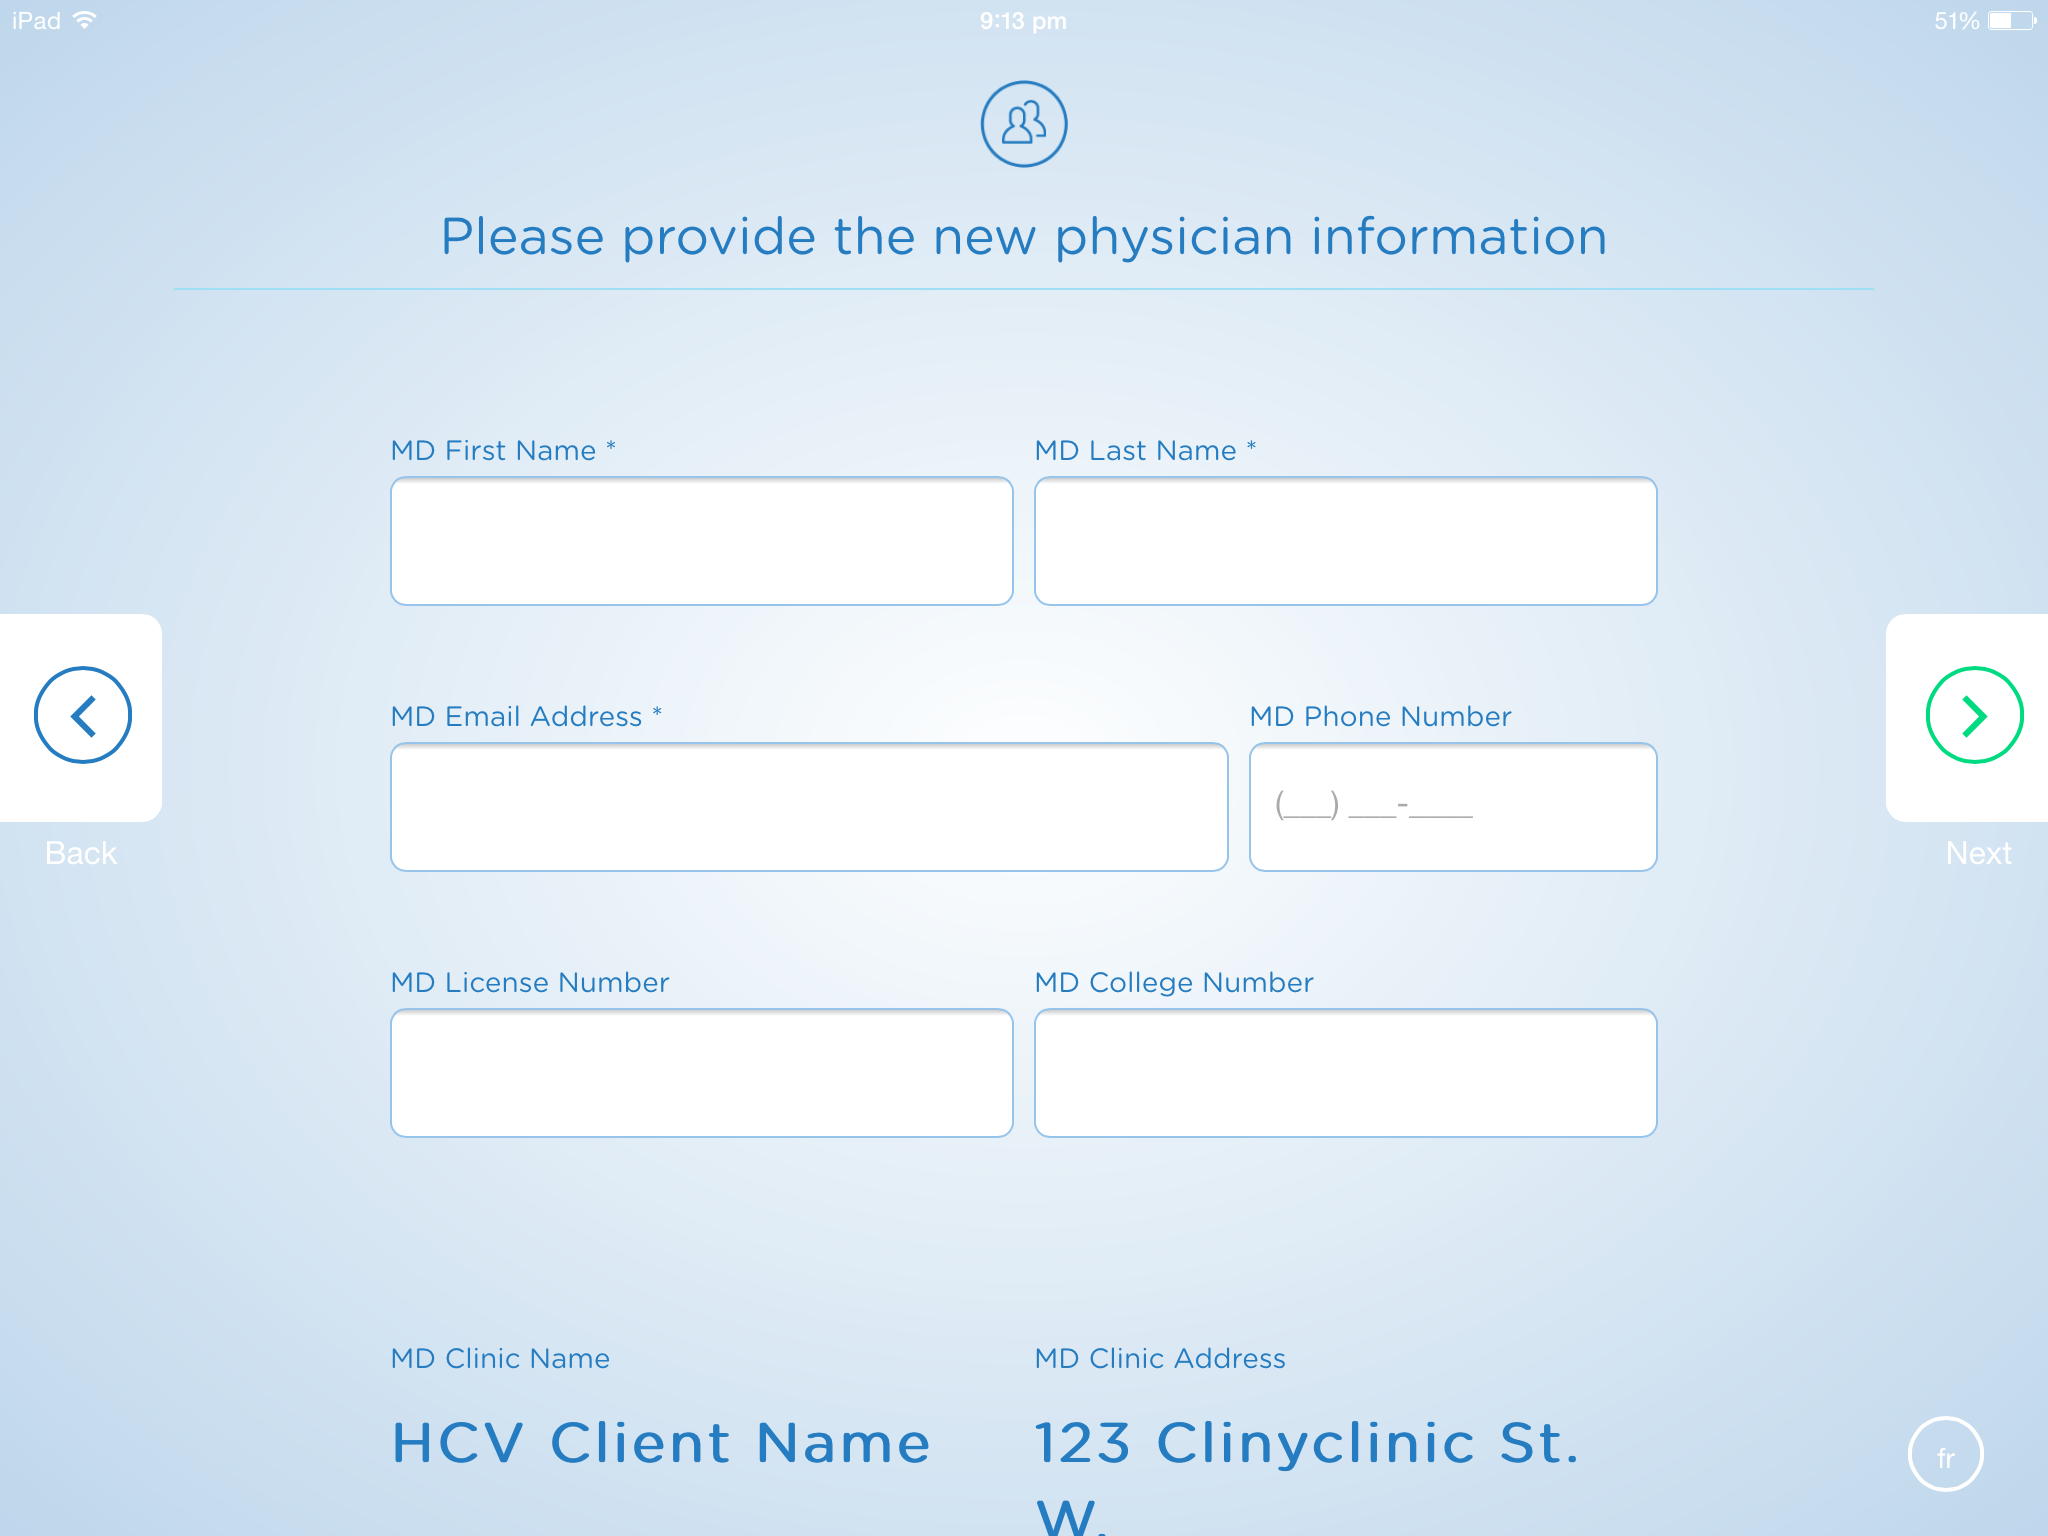 iPad 9:13 pm 51%
Please provide the new physician information
MD First Name * MD Last Name *
MD Email Address * MD Phone Number
(___) ___-____
Back Next
MD License Number MD College Number
MD Clinic Name MD Clinic Address
HCV Client Name 123 Clinyclinic St.
W.
fr